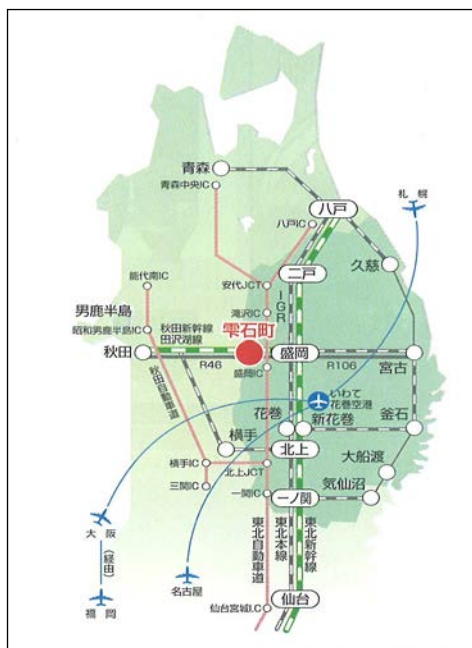 青森
青森中央IC
札幌
八戸
八戸IC
久慈
二戸
能代南IC
安代JCT
IGR
男鹿半島
滝沢IC
昭和男鹿半島IC
秋田新幹線
田沢湖線
雫石町
秋田
盛岡
宮古
R46
R106
盛岡IC
秋田自動車道
いわて
花巻空港
花巻
新花巻
釜石
横手
北上
大船渡
横手IC
北上JCT
気仙沼
三関IC
一関IC
一ノ関
大阪
(経由)
福岡
名古屋
東北自動車道
東北本線
東北新幹線
仙台宮城I.C
仙台